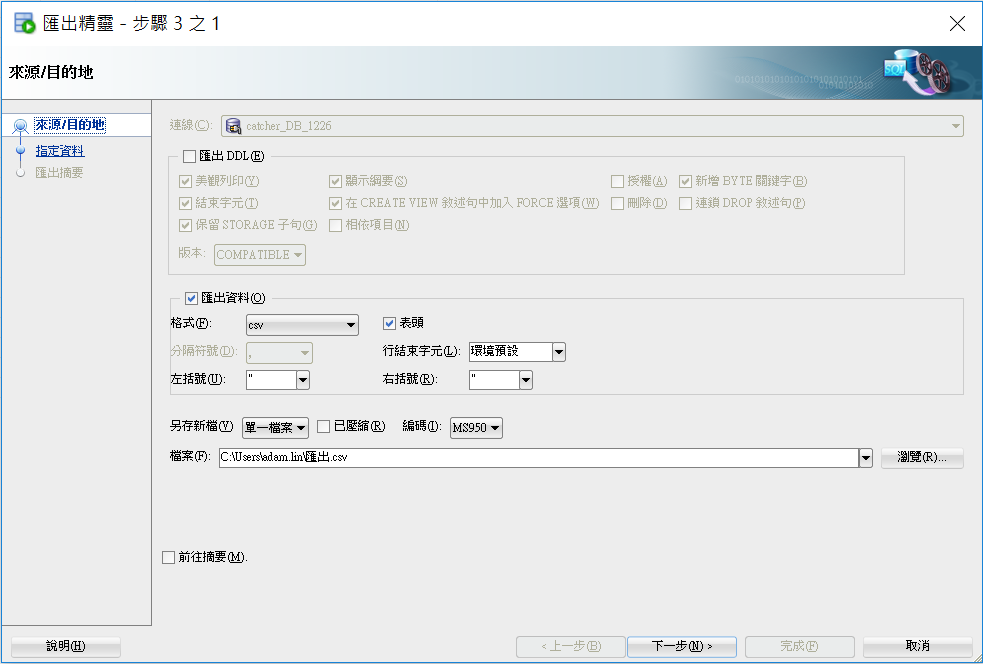 匯出精靈 - 步驟 3 之 1
來源/目的地
SQL
來源/目的地
指定資料
匯出摘要
連線(C): catcher_DB_1226
匯出 DDL(E)
美觀列印(Y) 顯示綱要(S) 授權(A) 新增 BYTE 關鍵字(B)
結束字元(T) 在 CREATE VIEW 敘述句中加入 FORCE 選項(W) 刪除(D) 連鎖 DROP 敘述句(P)
保留 STORAGE 子句(G) 相依項目(N)
版本: COMPATIBLE
匯出資料(O)
格式(F): csv 表頭
分隔符號(D): , 行結束字元(L): 環境預設
左括號(U): " 右括號(R): "
另存新檔(V) 單一檔案 已壓縮(R) 編碼(I): MS950
檔案(F): C:\Users\adam.lin\匯出.csv 瀏覽(R)...
前往摘要(M).
說明(H) < 上一步(B) 下一步(N) > 完成(F) 取消